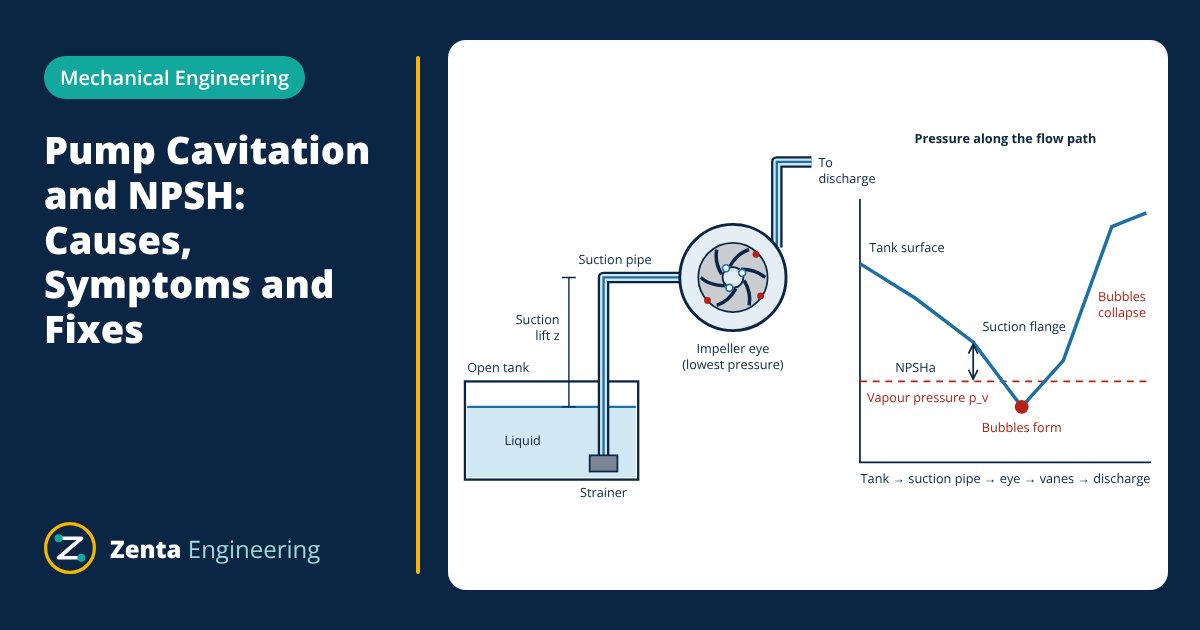 Mechanical Engineering
Pump Cavitation
and NPSH:
Causes,
Symptoms and
Fixes
Zenta Engineering
To
discharge
Suction pipe
Suction
lift z
Impeller eye
(lowest pressure)
Open tank
Liquid
Strainer
Pressure along the flow path
Tank surface
Bubbles
collapse
Suction flange
NPSHa
Vapour pressure p_v
Bubbles form
Tank → suction pipe → eye → vanes → discharge